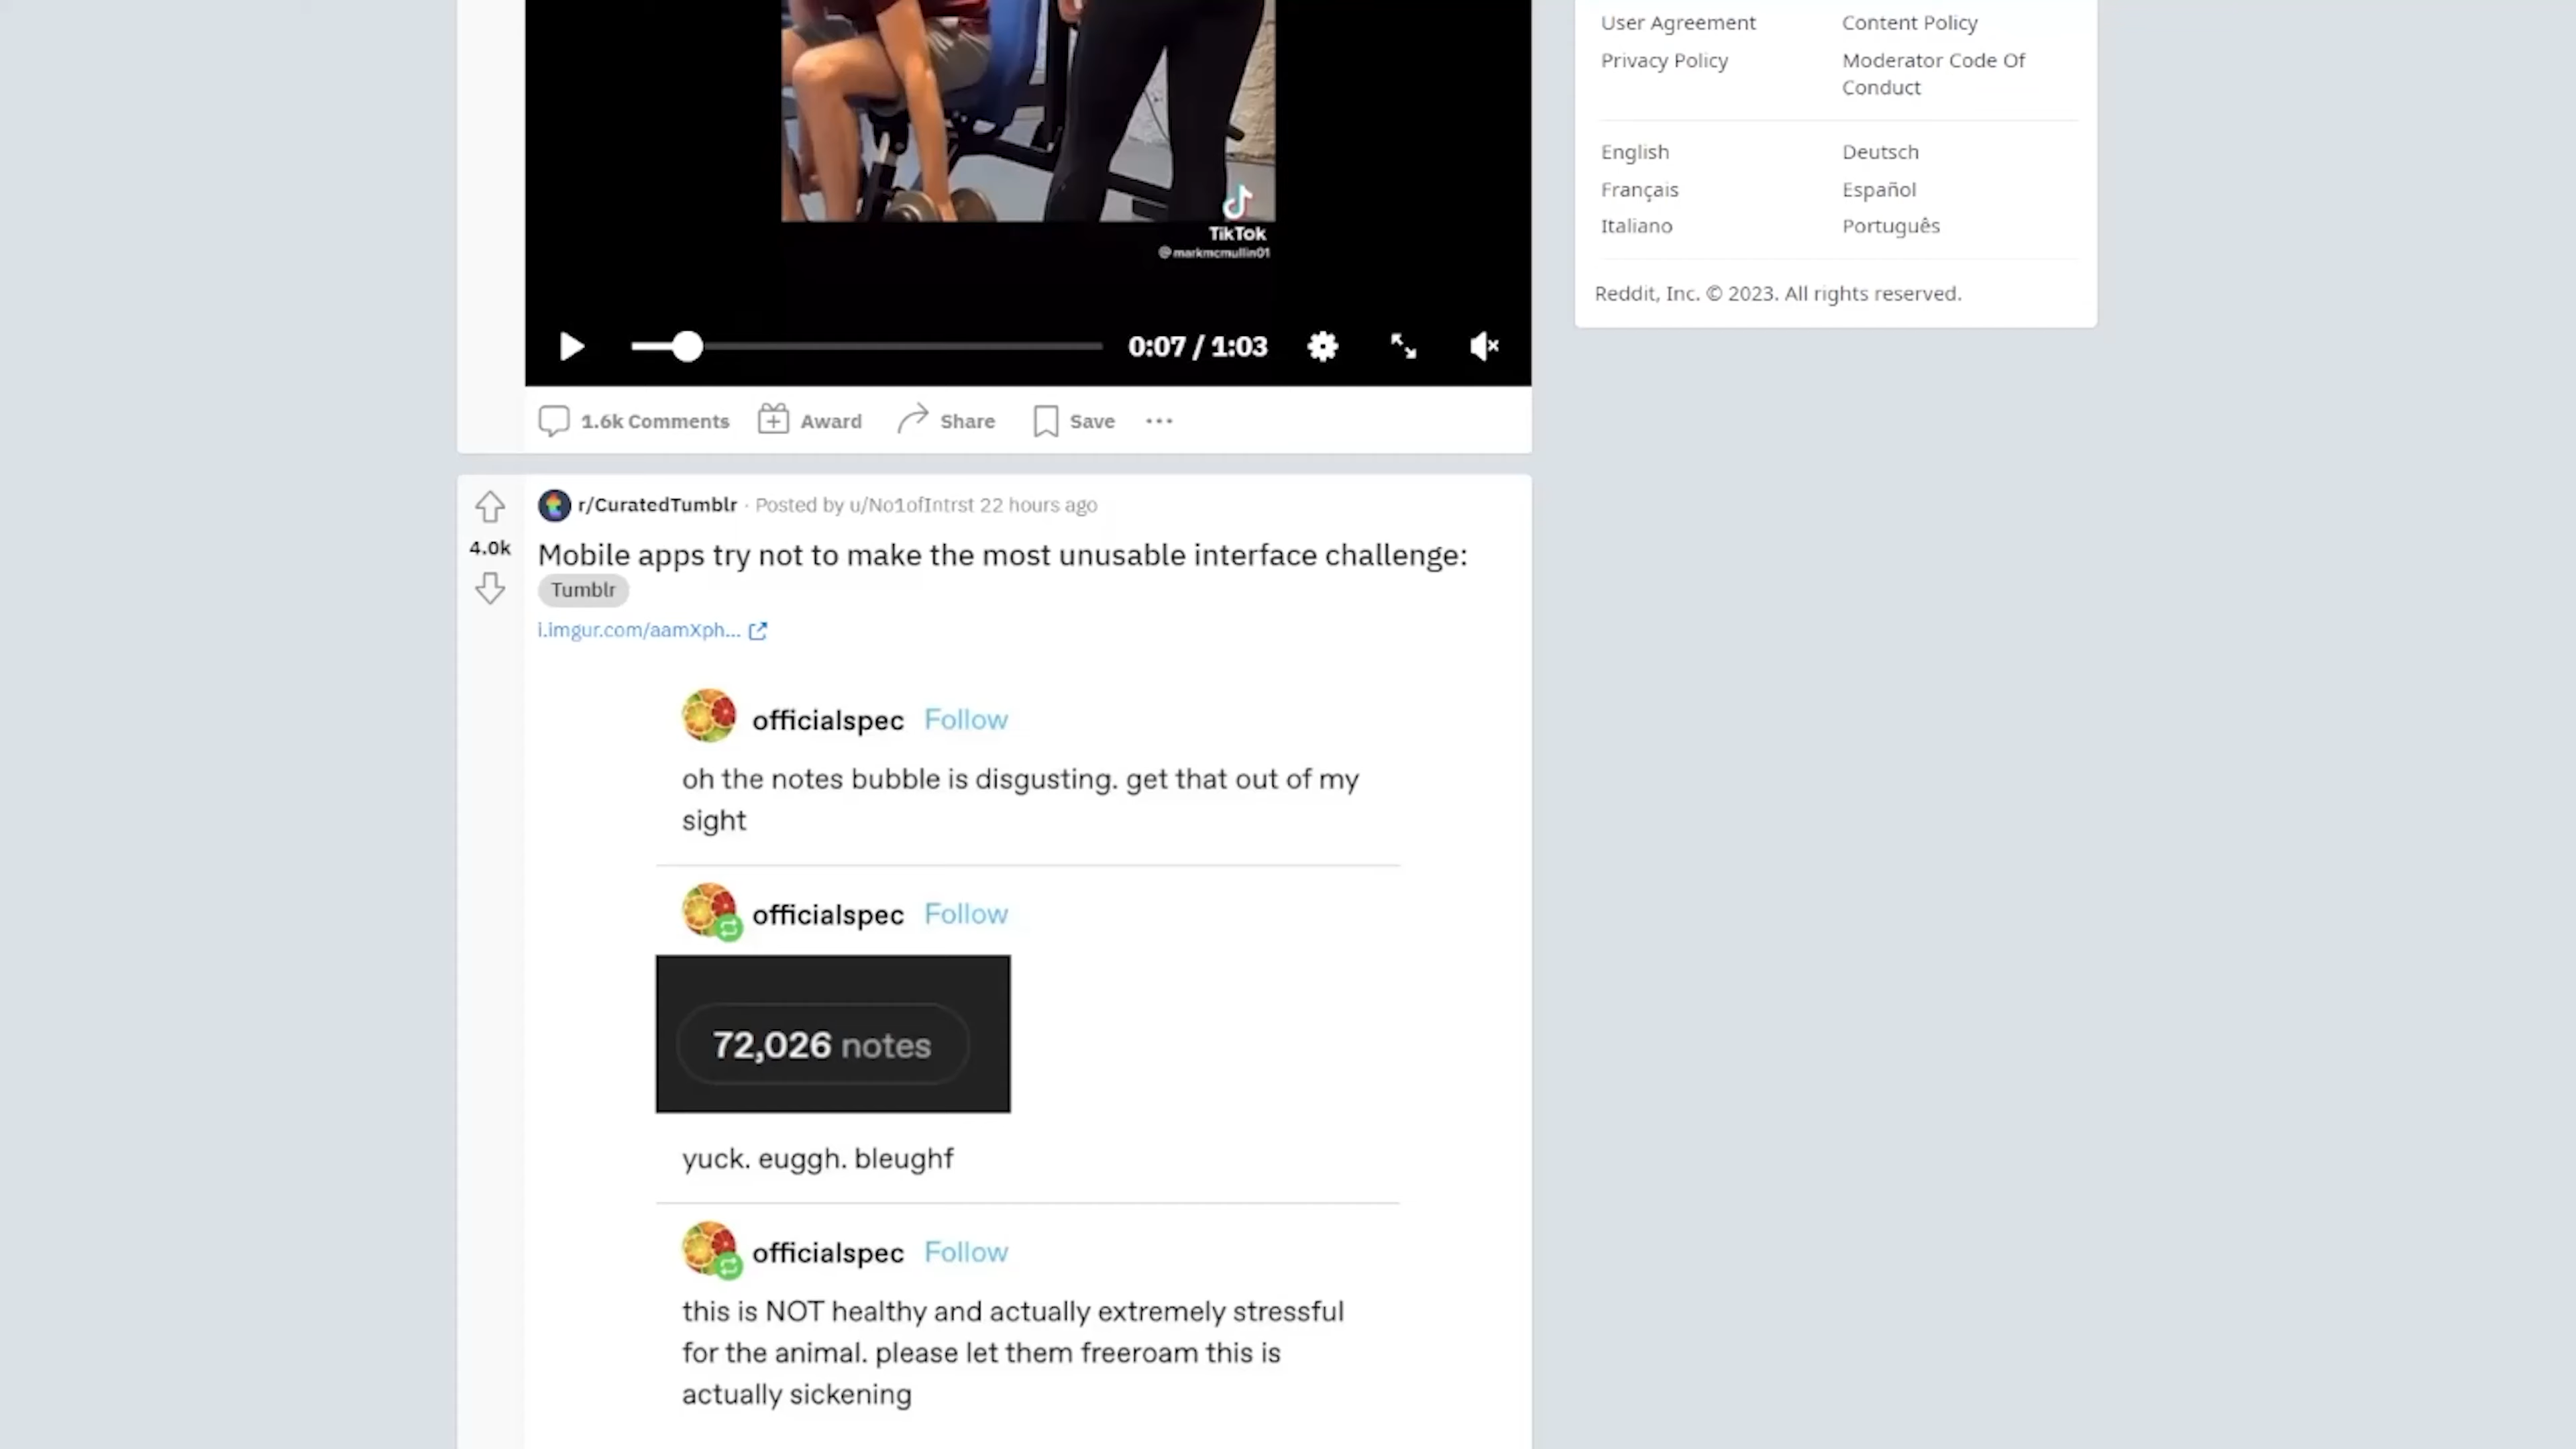 TikTok
@markmcmullin01
0:07 / 1:03
1.6k Comments Award Share Save
r/CuratedTumblr · Posted by u/No1ofIntrst 22 hours ago
4.0k
Mobile apps try not to make the most unusable interface challenge:
Tumblr
i.imgur.com/aamXph...
officialspec Follow
oh the notes bubble is disgusting. get that out of my
sight
officialspec Follow
72,026 notes
yuck. euggh. bleughf
officialspec Follow
this is NOT healthy and actually extremely stressful
for the animal. please let them freeroam this is
actually sickening
User Agreement Content Policy
Privacy Policy Moderator Code Of
Conduct
English Deutsch
Français Español
Italiano Português
Reddit, Inc. © 2023. All rights reserved.